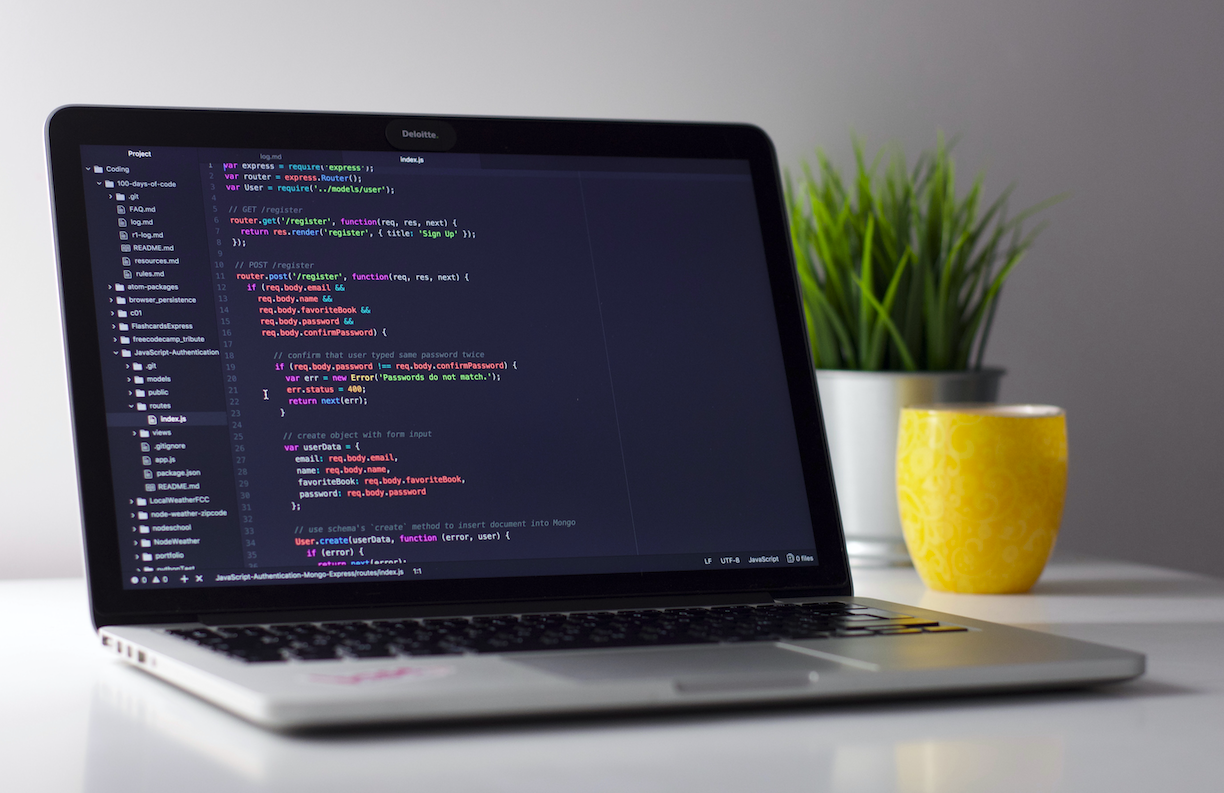 Deloitte.
Project
Coding
100-days-of-code
.git
FAQ.md
log.md
r1-log.md
README.md
resources.md
rules.md
atom-packages
browser_persistence
c01
FlashcardsExpress
freecodecamp_tribute
JavaScript-Authentication
.git
models
public
routes
index.js
views
.gitignore
app.js
package.json
README.md
LocalWeatherFCC
node-weather-zipcode
nodeschool
NodeWeather
portfolio
pythonTest
log.md index.js
1 var express = require('express');
2 var router = express.Router();
3 var User = require('../models/user');
4
5 // GET /register
6 router.get('/register', function(req, res, next) {
7 return res.render('register', { title: 'Sign Up' });
8 });
9
10 // POST /register
11 router.post('/register', function(req, res, next) {
12 if (req.body.email &&
13 req.body.name &&
14 req.body.favoriteBook &&
15 req.body.password &&
16 req.body.confirmPassword) {
17
18 // confirm that user typed same password twice
19 if (req.body.password !== req.body.confirmPassword) {
20 var err = new Error('Passwords do not match.');
21 err.status = 400;
22 return next(err);
23 }
24
25 // create object with form input
26 var userData = {
27 email: req.body.email,
28 name: req.body.name,
29 favoriteBook: req.body.favoriteBook,
30 password: req.body.password
31 };
32
33 // use schema's `create` method to insert document into Mongo
34 User.create(userData, function (error, user) {
35 if (error) {
return next(error);
0 0 JavaScript-Authentication-Mongo-Express/routes/index.js 1:1 LF UTF-8 JavaScript 0 files